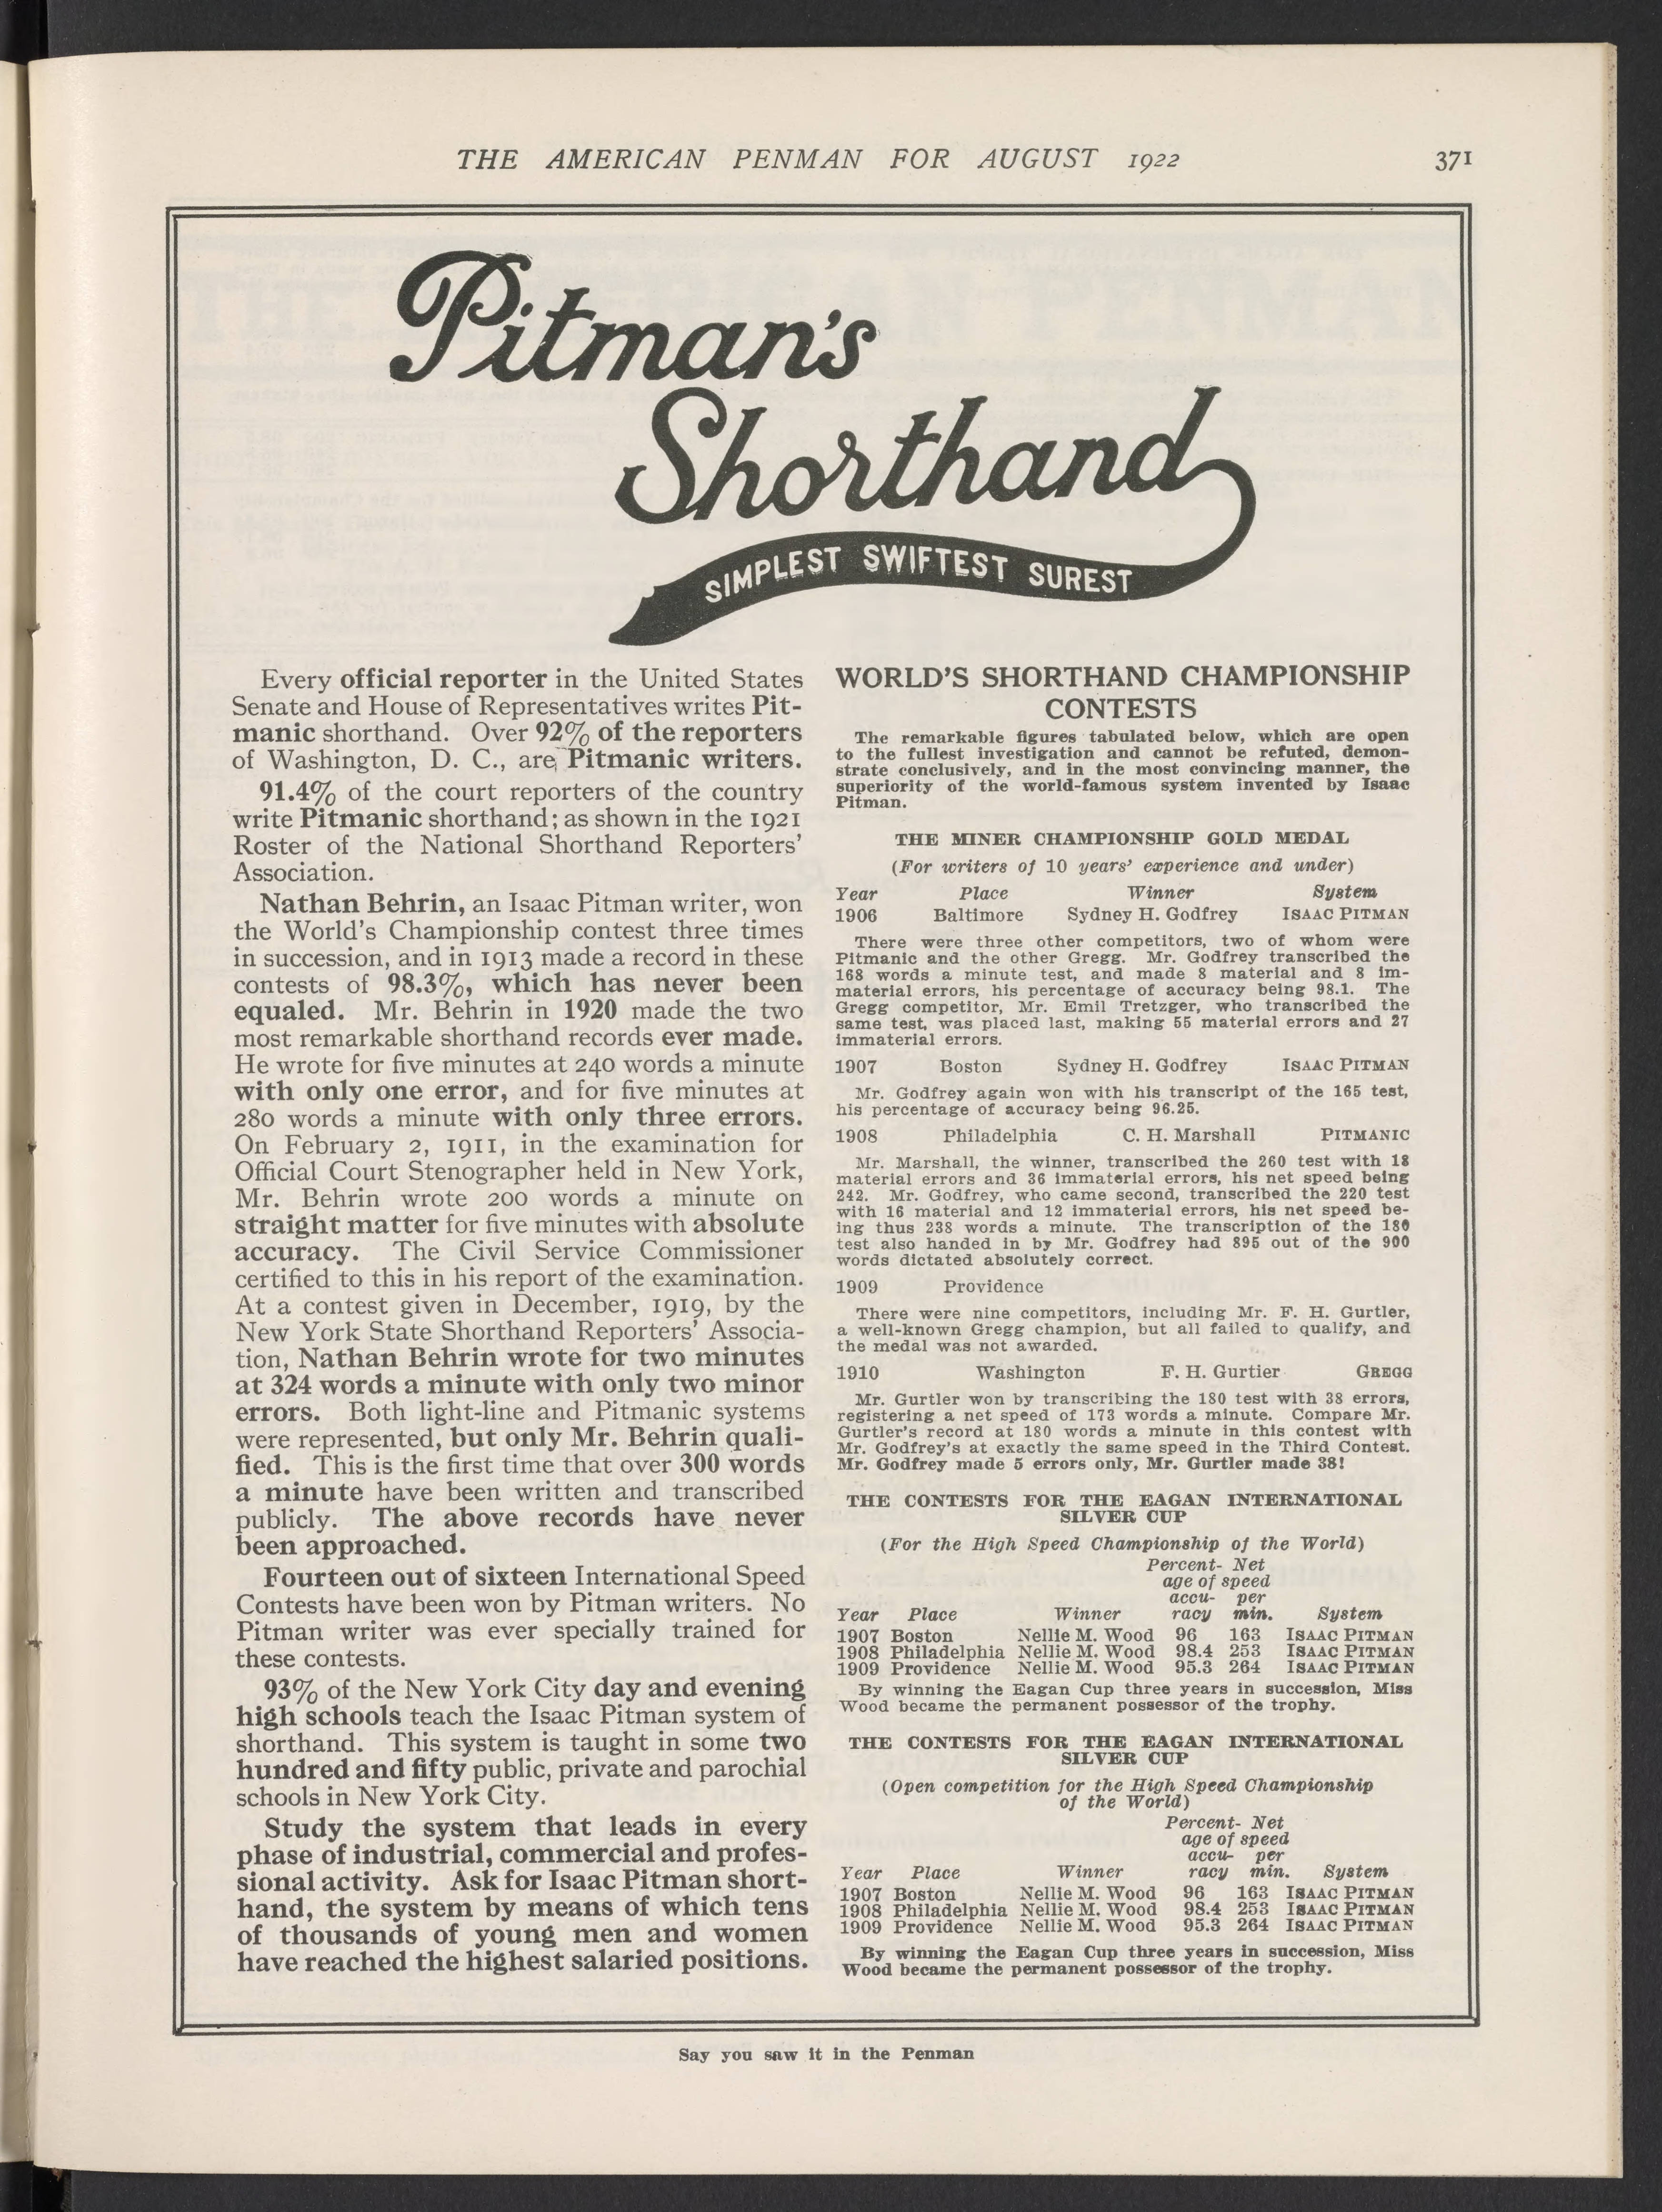 THE AMERICAN PENMAN FOR AUGUST 1922
371
Pitman's
Shorthand
SIMPLEST SWIFTEST SUREST
Every official reporter in the United States
Senate and House of Representatives writes Pit-
manic shorthand. Over 92% of the reporters
of Washington, D. C., are Pitmanic writers.
91.4% of the court reporters of the country
write Pitmanic shorthand; as shown in the 1921
Roster of the National Shorthand Reporters'
Association.
Nathan Behrin, an Isaac Pitman writer, won
the World's Championship contest three times
in succession, and in 1913 made a record in these
contests of 98.3%, which has never been
equaled. Mr. Behrin in 1920 made the two
most remarkable shorthand records ever made.
He wrote for five minutes at 240 words a minute
with only one error, and for five minutes at
280 words a minute with only three errors.
On February 2, 1911, in the examination for
Official Court Stenographer held in New York,
Mr. Behrin wrote 200 words a minute on
straight matter for five minutes with absolute
accuracy. The Civil Service Commissioner
certified to this in his report of the examination.
At a contest given in December, 1919, by the
New York State Shorthand Reporters' Associa-
tion, Nathan Behrin wrote for two minutes
at 324 words a minute with only two minor
errors. Both light-line and Pitmanic systems
were represented, but only Mr. Behrin quali-
fied. This is the first time that over 300 words
a minute have been written and transcribed
publicly. The above records have never
been approached.
Fourteen out of sixteen International Speed
Contests have been won by Pitman writers. No
Pitman writer was ever specially trained for
these contests.
93% of the New York City day and evening
high schools teach the Isaac Pitman system of
shorthand. This system is taught in some two
hundred and fifty public, private and parochial
schools in New York City.
Study the system that leads in every
phase of industrial, commercial and profes-
sional activity. Ask for Isaac Pitman short-
hand, the system by means of which tens
of thousands of young men and women
have reached the highest salaried positions.
WORLD'S SHORTHAND CHAMPIONSHIP
CONTESTS
The remarkable figures tabulated below, which are open
to the fullest investigation and cannot be refuted, demon-
strate conclusively, and in the most convincing manner, the
superiority of the world-famous system invented by Isaac
Pitman.
THE MINER CHAMPIONSHIP GOLD MEDAL
(For writers of 10 years' experience and under)
Year Place Winner System
1906 Baltimore Sydney H. Godfrey ISAAC PITMAN
There were three other competitors, two of whom were
Pitmanic and the other Gregg. Mr. Godfrey transcribed the
168 words a minute test, and made 8 material and 8 im-
material errors, his percentage of accuracy being 98.1. The
Gregg competitor, Mr. Emil Tretzger, who transcribed the
same test, was placed last, making 55 material errors and 27
immaterial errors.
1907 Boston Sydney H. Godfrey ISAAC PITMAN
Mr. Godfrey again won with his transcript of the 165 test,
his percentage of accuracy being 96.25.
1908 Philadelphia C. H. Marshall PITMANIC
Mr. Marshall, the winner, transcribed the 260 test with 18
material errors and 36 immaterial errors, his net speed being
242. Mr. Godfrey, who came second, transcribed the 220 test
with 16 material and 12 immaterial errors, his net speed be-
ing thus 238 words a minute. The transcription of the 180
test also handed in by Mr. Godfrey had 895 out of the 900
words dictated absolutely correct.
1909 Providence
There were nine competitors, including Mr. F. H. Gurtler,
a well-known Gregg champion, but all failed to qualify, and
the medal was not awarded.
1910 Washington F. H. Gurtier GREGG
Mr. Gurtler won by transcribing the 180 test with 38 errors,
registering a net speed of 173 words a minute. Compare Mr.
Gurtler's record at 180 words a minute in this contest with
Mr. Godfrey's at exactly the same speed in the Third Contest.
Mr. Godfrey made 5 errors only, Mr. Gurtler made 38!
THE CONTESTS FOR THE EAGAN INTERNATIONAL
SILVER CUP
(For the High Speed Championship of the World)
Percent- Net
age of speed
accu- per
Year Place Winner racy min. System
1907 Boston Nellie M. Wood 96 163 ISAAC PITMAN
1908 Philadelphia Nellie M. Wood 98.4 253 ISAAC PITMAN
1909 Providence Nellie M. Wood 95.3 264 ISAAC PITMAN
By winning the Eagan Cup three years in succession, Miss
Wood became the permanent possessor of the trophy.
THE CONTESTS FOR THE EAGAN INTERNATIONAL
SILVER CUP
(Open competition for the High Speed Championship
of the World)
Percent- Net
age of speed
accu- per
Year Place Winner racy min. System
1907 Boston Nellie M. Wood 96 163 ISAAC PITMAN
1908 Philadelphia Nellie M. Wood 98.4 253 ISAAC PITMAN
1909 Providence Nellie M. Wood 95.3 264 ISAAC PITMAN
By winning the Eagan Cup three years in succession, Miss
Wood became the permanent possessor of the trophy.
Say you saw it in the Penman